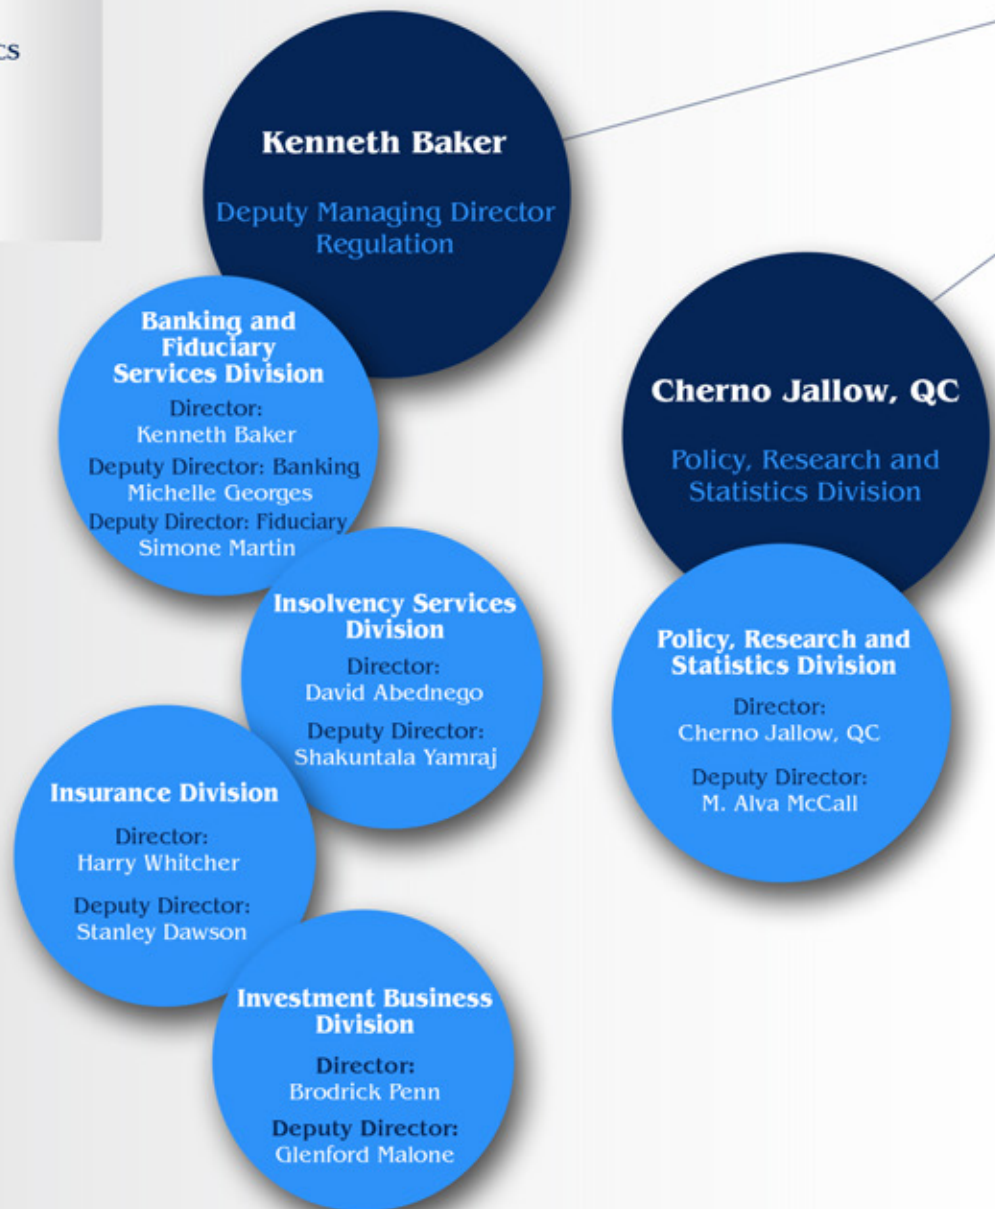 CS
Kenneth Baker
Deputy Managing Director
Regulation
Banking and
Fiduciary
Services Division
Director:
Kenneth Baker
Deputy Director: Banking
Michelle Georges
Deputy Director: Fiduciary
Simone Martin
Insolvency Services
Division
Director:
David Abednego
Deputy Director:
Shakuntala Yamraj
Insurance Division
Director:
Harry Whitcher
Deputy Director:
Stanley Dawson
Investment Business
Division
Director:
Brodrick Penn
Deputy Director:
Glenford Malone
Cherno Jallow, QC
Policy, Research and
Statistics Division
Policy, Research and
Statistics Division
Director:
Cherno Jallow, QC
Deputy Director:
M. Alva McCall